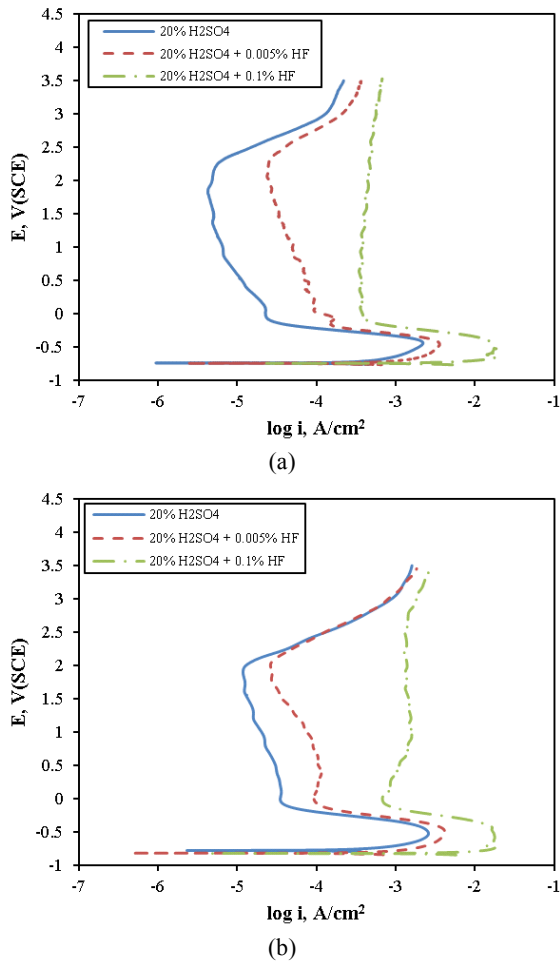 4.5
4
3.5
3
2.5
2
1.5
1
0.5
0
-0.5
-1
E, V(SCE)
20% H2SO4
20% H2SO4 + 0.005% HF
20% H2SO4 + 0.1% HF
-7 -6 -5 -4 -3 -2 -1
log i, A/cm²
(a)
4.5
4
3.5
3
2.5
2
1.5
1
0.5
0
-0.5
-1
E, V(SCE)
20% H2SO4
20% H2SO4 + 0.005% HF
20% H2SO4 + 0.1% HF
-7 -6 -5 -4 -3 -2 -1
log i, A/cm²
(b)